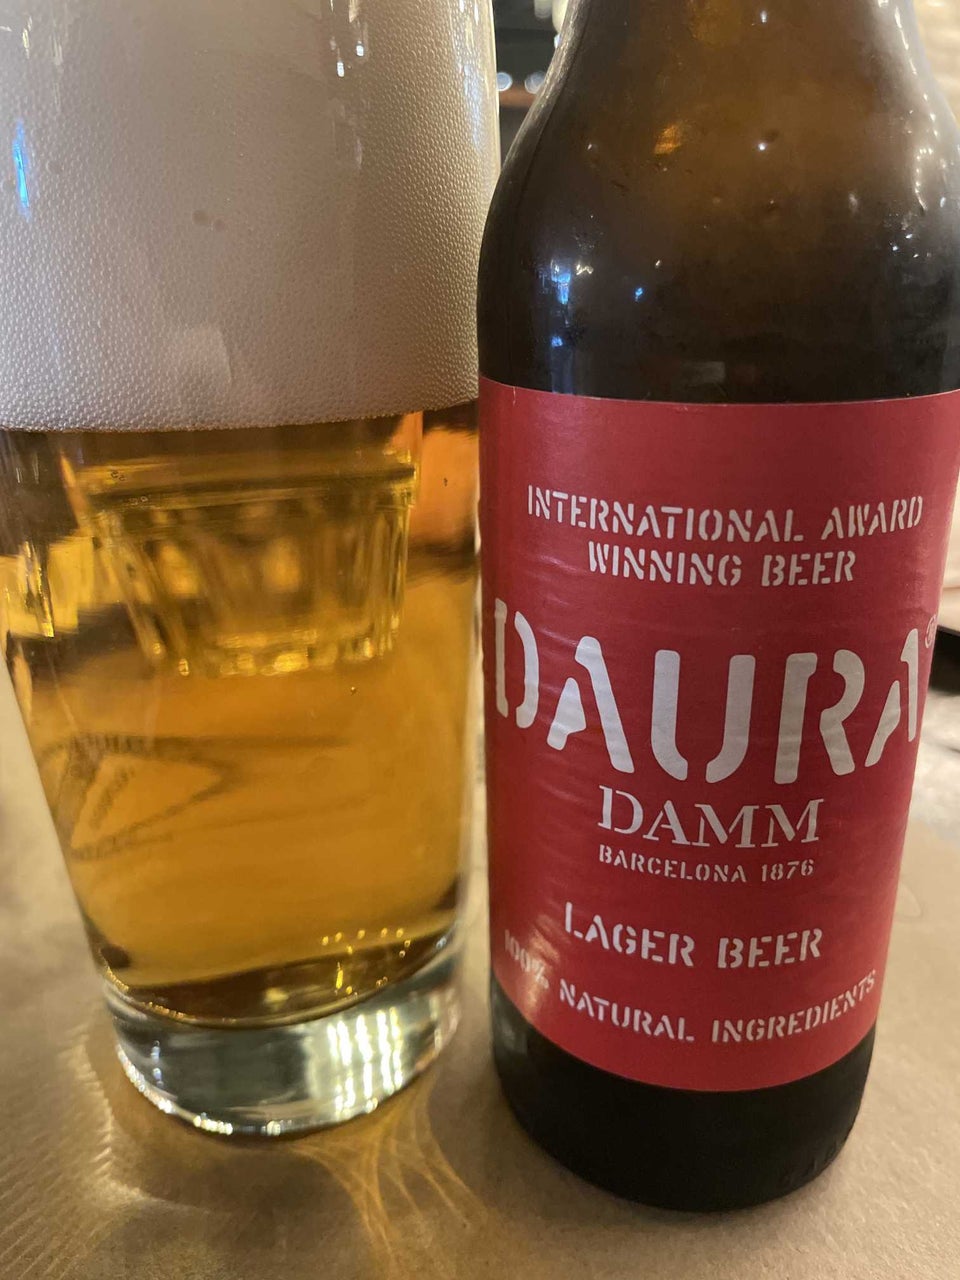 INTERNATIONAL AWARD
WINNING BEER
DAURA®
DAMM
BARCELONA 1876
LAGER BEER
100% NATURAL INGREDIENTS